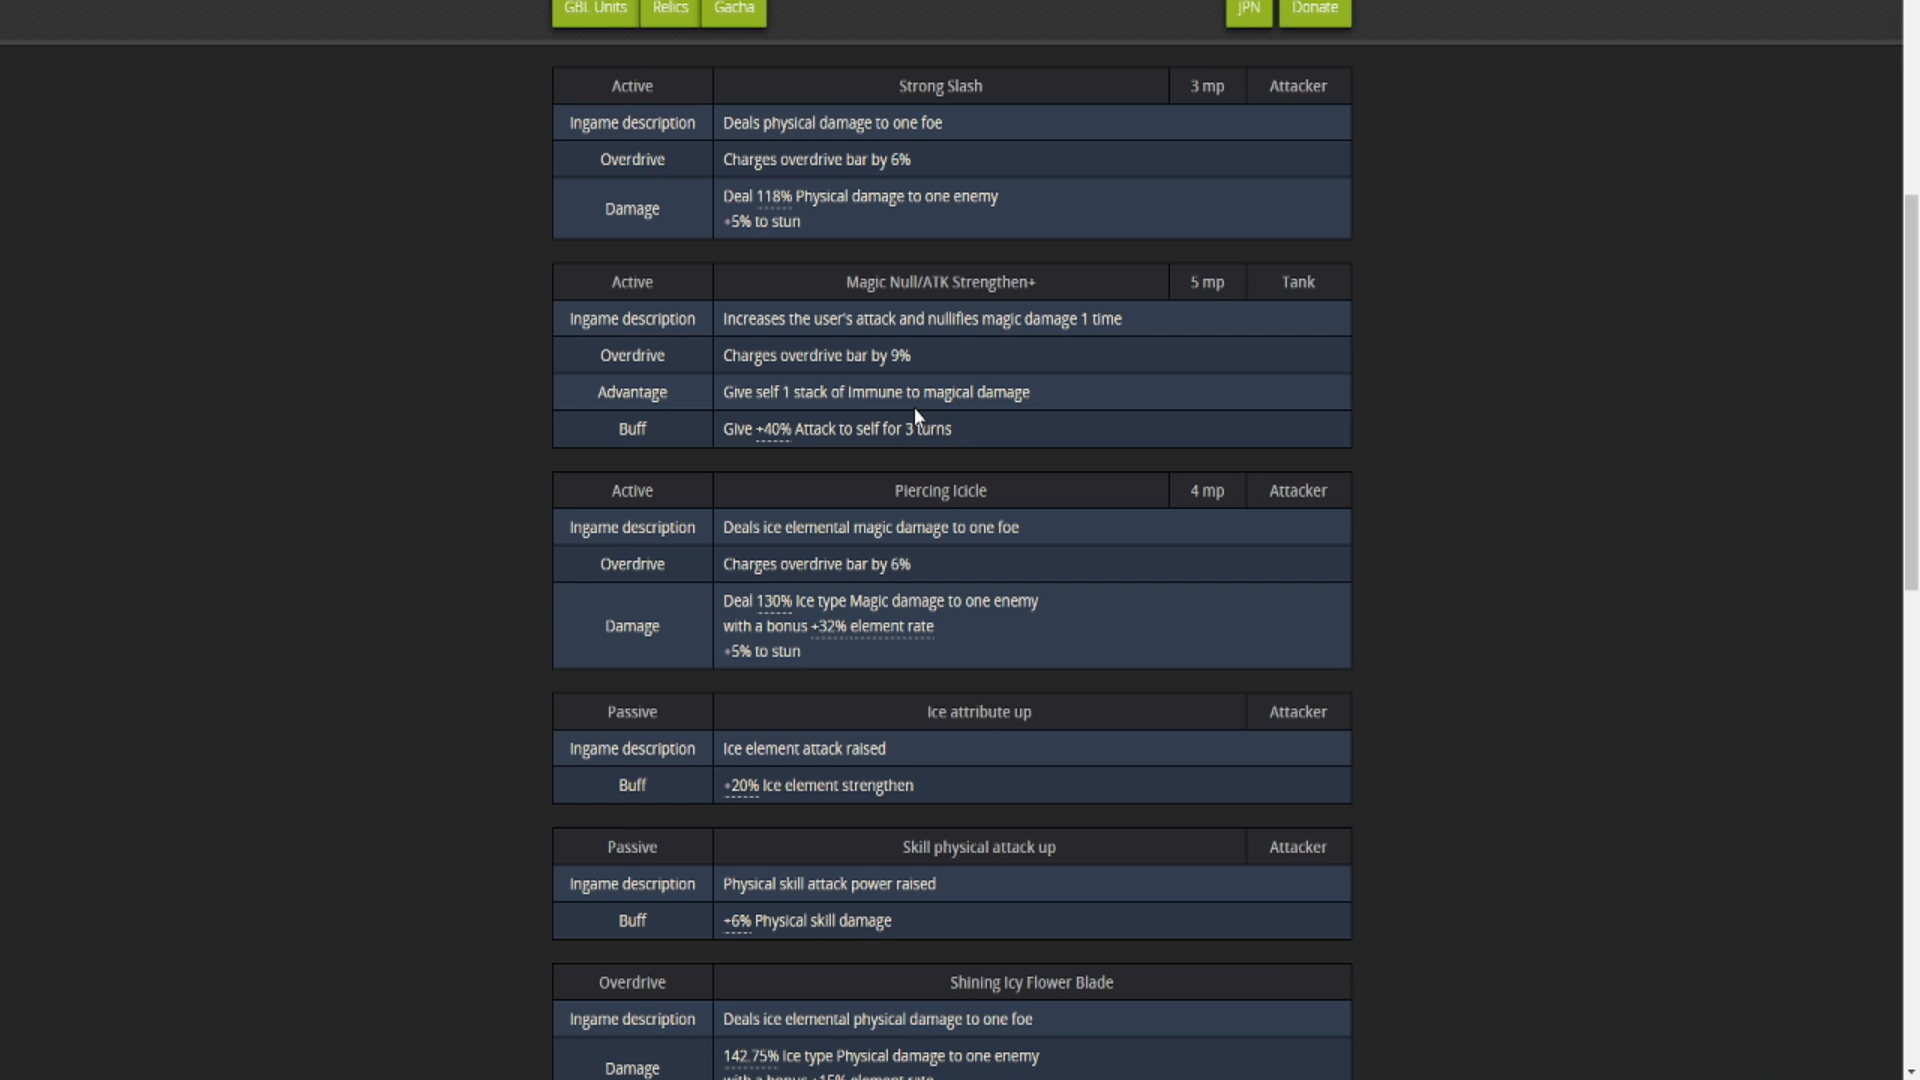 GBL Units Relics Gacha JPN Donate
Active Strong Slash 3 mp Attacker
Ingame description Deals physical damage to one foe
Overdrive Charges overdrive bar by 6%
Damage Deal 118% Physical damage to one enemy
+5% to stun
Active Magic Null/ATK Strengthen+ 5 mp Tank
Ingame description Increases the user's attack and nullifies magic damage 1 time
Overdrive Charges overdrive bar by 9%
Advantage Give self 1 stack of Immune to magical damage
Buff Give +40% Attack to self for 3 turns
Active Piercing Icicle 4 mp Attacker
Ingame description Deals ice elemental magic damage to one foe
Overdrive Charges overdrive bar by 6%
Damage Deal 130% Ice type Magic damage to one enemy
with a bonus +32% element rate
+5% to stun
Passive Ice attribute up Attacker
Ingame description Ice element attack raised
Buff +20% Ice element strengthen
Passive Skill physical attack up Attacker
Ingame description Physical skill attack power raised
Buff +6% Physical skill damage
Overdrive Shining Icy Flower Blade
Ingame description Deals ice elemental physical damage to one foe
Damage 142.75% Ice type Physical damage to one enemy
with a bonus +15% element rate